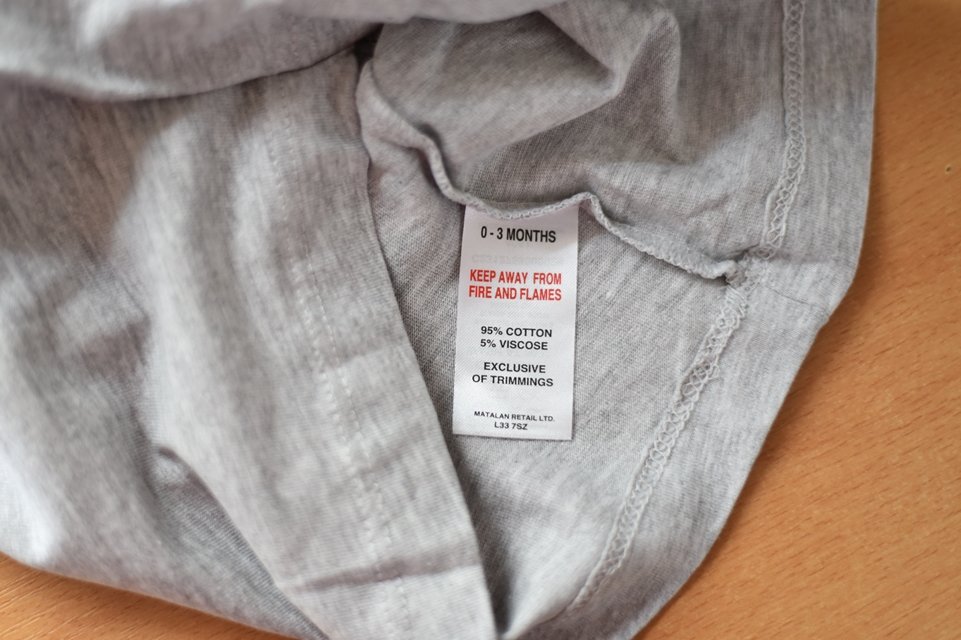 0 - 3 MONTHS
KEEP AWAY FROM
FIRE AND FLAMES
95% COTTON
5% VISCOSE
EXCLUSIVE
OF TRIMMINGS
MATALAN RETAIL LTD.
L33 7SZ